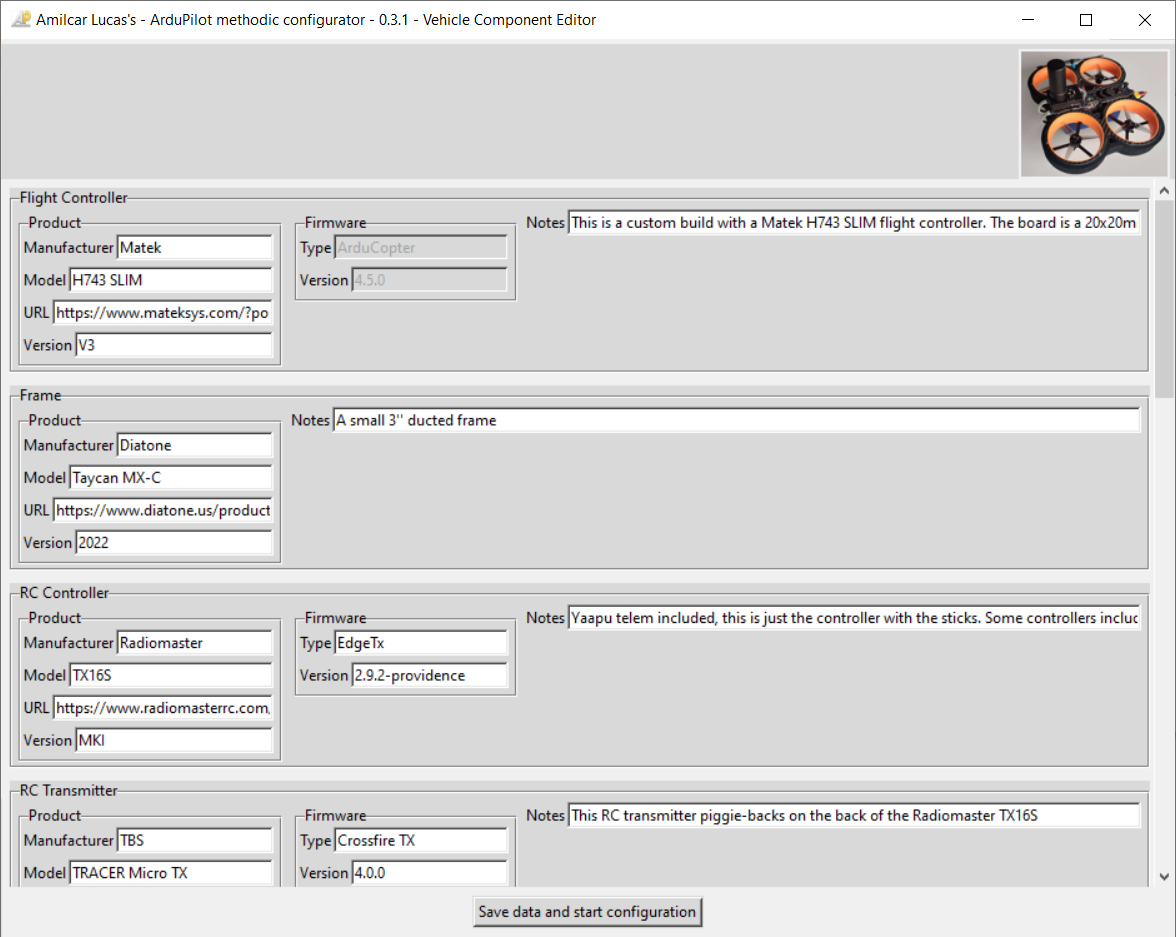 Amilcar Lucas's - ArduPilot methodic configurator - 0.3.1 - Vehicle Component Editor
Flight Controller
Product
Manufacturer Matek
Model H743 SLIM
URL https://www.mateksys.com/?po
Version V3
Firmware
Type ArduCopter
Version 4.5.0
Notes This is a custom build with a Matek H743 SLIM flight controller. The board is a 20x20m
Frame
Product
Manufacturer Diatone
Model Taycan MX-C
URL https://www.diatone.us/product
Version 2022
Notes A small 3'' ducted frame
RC Controller
Product
Manufacturer Radiomaster
Model TX16S
URL https://www.radiomasterrc.com,
Version MKI
Firmware
Type EdgeTx
Version 2.9.2-providence
Notes Yaapu telem included, this is just the controller with the sticks. Some controllers incluc
RC Transmitter
Product
Manufacturer TBS
Model TRACER Micro TX
Firmware
Type Crossfire TX
Version 4.0.0
Notes This RC transmitter piggie-backs on the back of the Radiomaster TX16S
Save data and start configuration